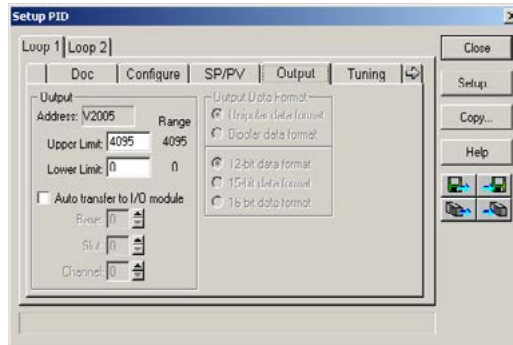 Setup PID
Loop 1
Loop 2
Doc
Configure
SP/PV
Output
Tuning
Output
Address: V2005
Range
Upper Limit: 4095 4095
Lower Limit: 0 0
Auto transfer to I/O module
Base: 0
Slot: 0
Channel: 0
Output Data Format
Unipolar data format
Bipolar data format
12-bit data format
15-bit data format
16-bit data format
Close
Setup...
Copy...
Help